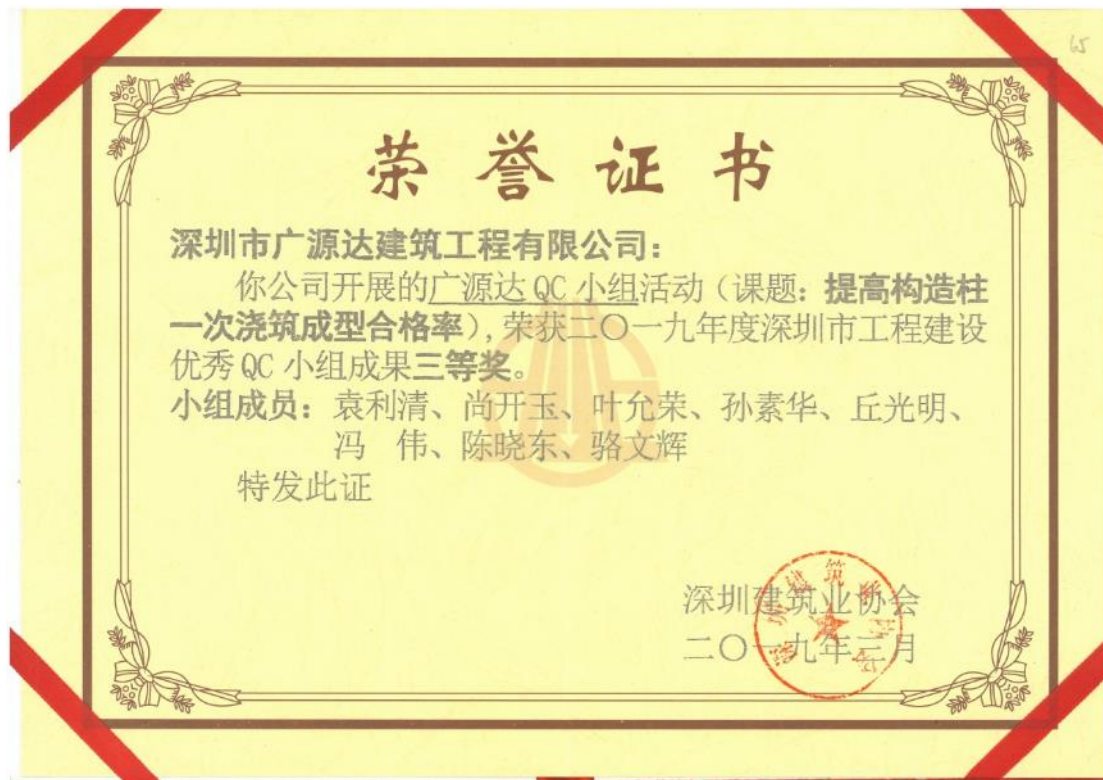 荣誉证书
深圳市广源达建筑工程有限公司：
你公司开展的广源达QC小组活动（课题：提高构造柱
一次浇筑成型合格率），荣获二〇一九年度深圳市工程建设
优秀QC小组成果三等奖。
小组成员：袁利清、尚开玉、叶允荣、孙素华、丘光明、
冯　伟、陈晓东、骆文辉
特发此证
深圳建筑业协会
二〇一九年三月